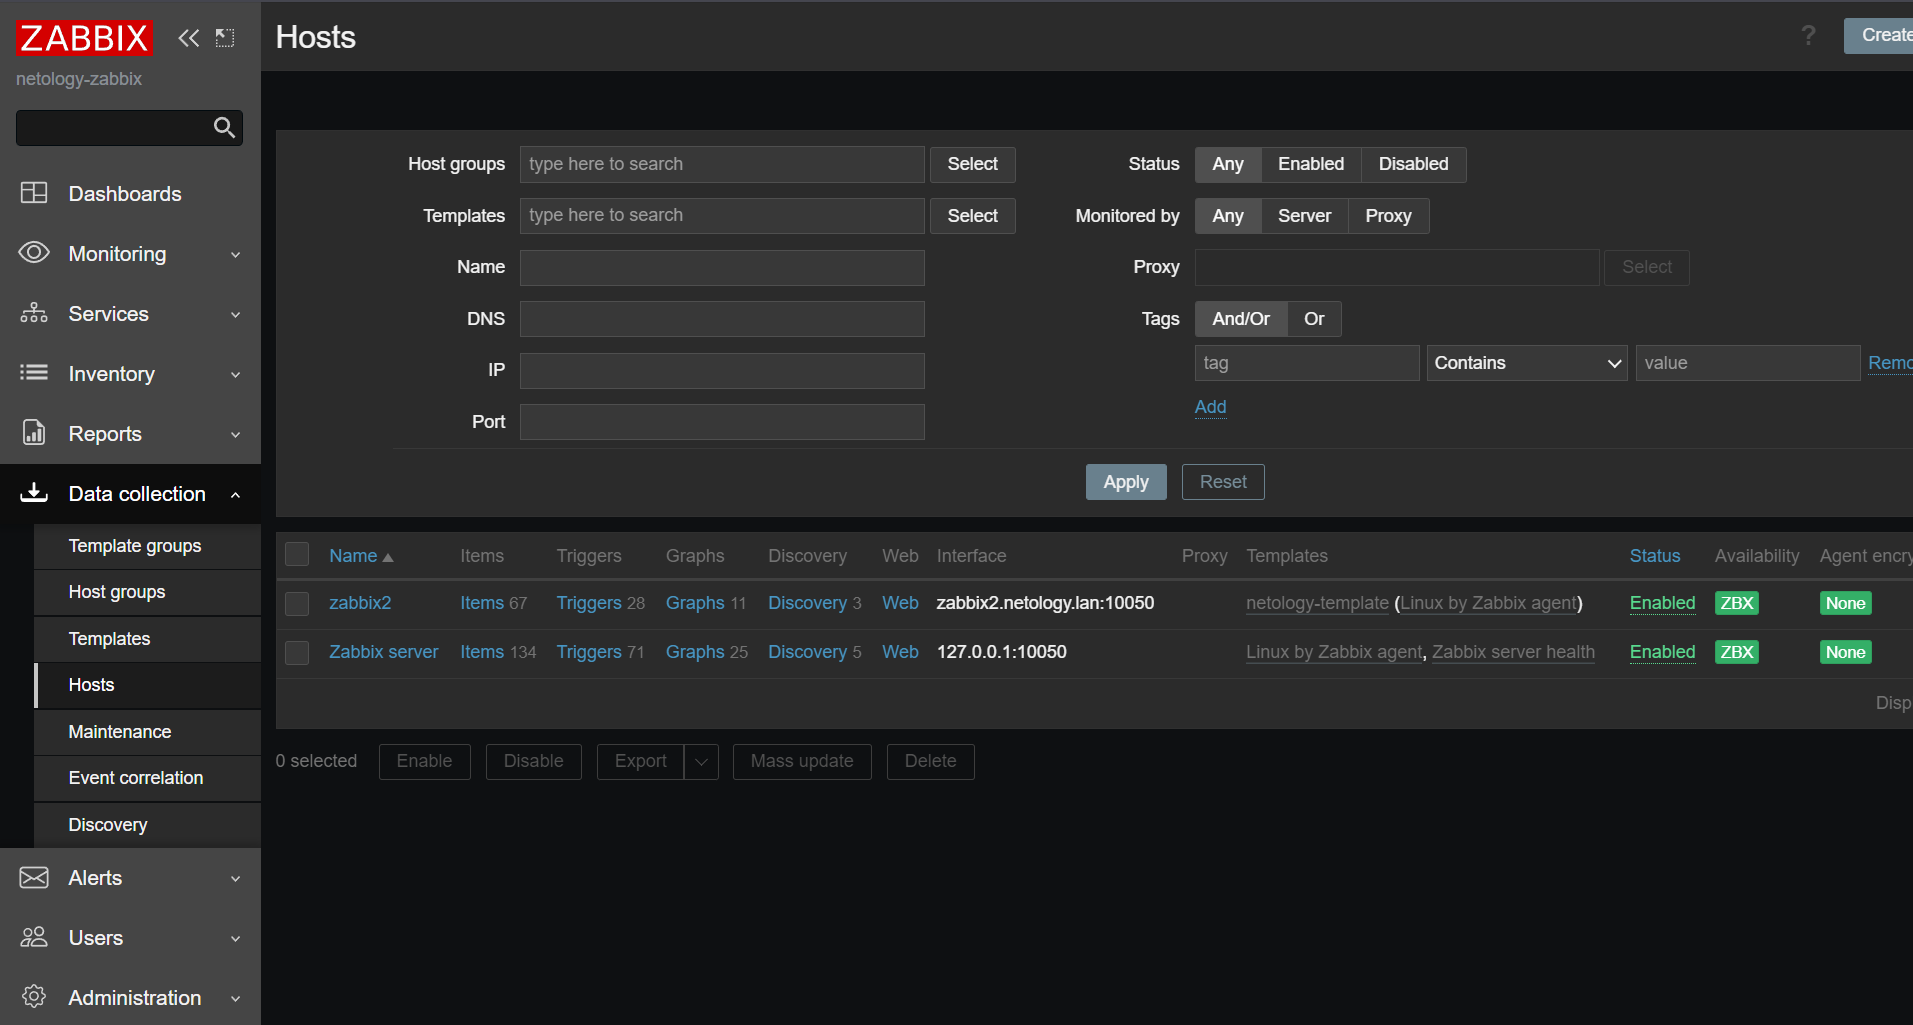 ZABBIX
netology-zabbix
Dashboards
Monitoring
Services
Inventory
Reports
Data collection
Template groups
Host groups
Templates
Hosts
Maintenance
Event correlation
Discovery
Alerts
Users
Administration
Hosts
? Create
Host groups type here to search Select
Templates type here to search Select
Name
DNS
IP
Port
Status Any Enabled Disabled
Monitored by Any Server Proxy
Proxy Select
Tags And/Or Or
tag Contains value Remo
Add
Apply Reset
Name Items Triggers Graphs Discovery Web Interface Proxy Templates Status Availability Agent encry
zabbix2 Items 67 Triggers 28 Graphs 11 Discovery 3 Web zabbix2.netology.lan:10050 netology-template (Linux by Zabbix agent) Enabled ZBX None
Zabbix server Items 134 Triggers 71 Graphs 25 Discovery 5 Web 127.0.0.1:10050 Linux by Zabbix agent, Zabbix server health Enabled ZBX None
Disp
0 selected Enable Disable Export Mass update Delete